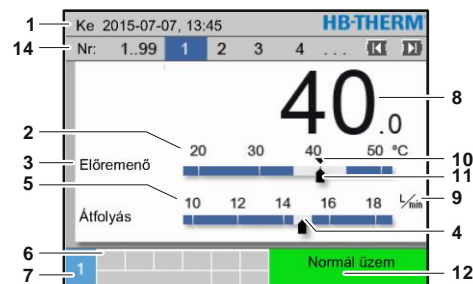 1 Ke 2015-07-07, 13:45 HB-THERM
14 Nr: 1..99 1 2 3 4 ...
40.0 8
2 20 30 40 50 °C 10
3 Előremenő 11
5 10 12 14 16 18 L/min 9
Átfolyás 4
6
7 1 Normál üzem 12